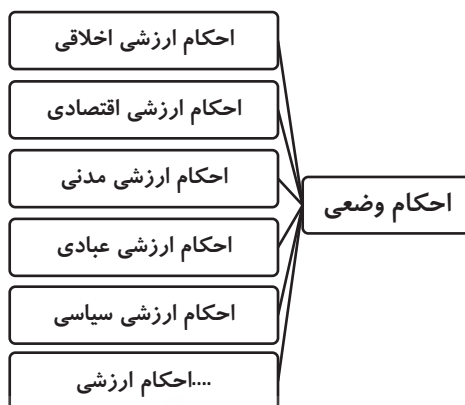 احکام وضعی
احکام ارزشی اخلاقی
احکام ارزشی اقتصادی
احکام ارزشی مدنی
احکام ارزشی عبادی
احکام ارزشی سیاسی
احکام ارزشی....